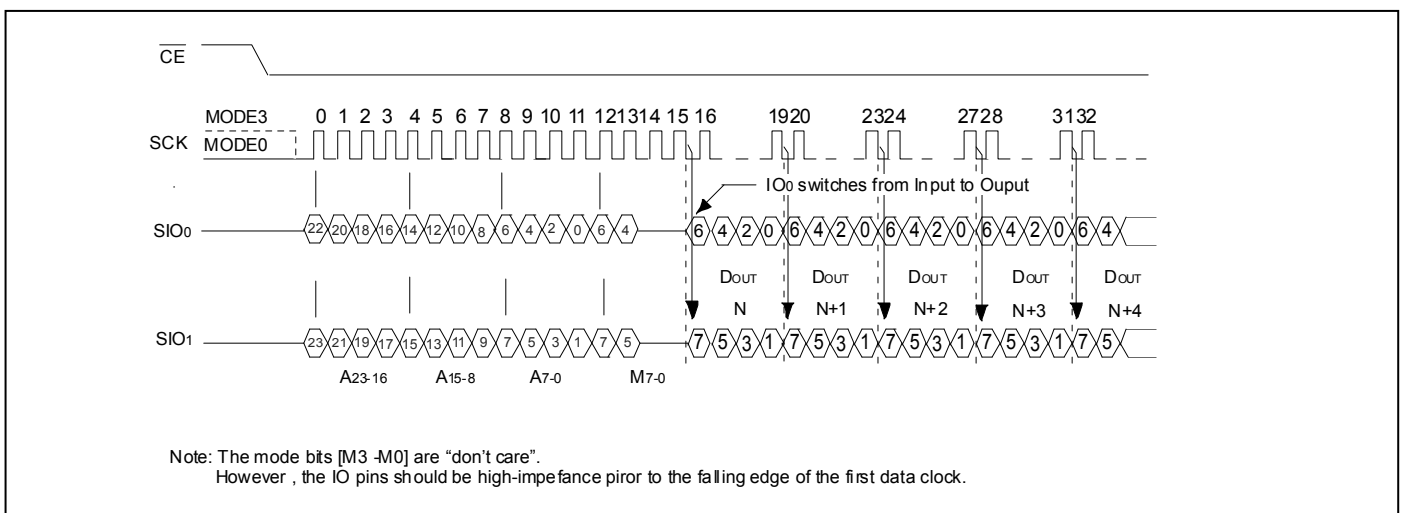 CE
MODE3 0 1 2 3 4 5 6 7 8 9 10 11 12 13 14 15 16 19 20 23 24 27 28 31 32
SCK MODE0
IO0 switches from Input to Ouput
SIO0 22 20 18 16 14 12 10 8 6 4 2 0 6 4 6 4 2 0 6 4 2 0 6 4 2 0 6 4 2 0 6 4
DOUT DOUT DOUT DOUT DOUT
N N+1 N+2 N+3 N+4
SIO1 23 21 19 17 15 13 11 9 7 5 3 1 7 5 7 5 3 1 7 5 3 1 7 5 3 1 7 5 3 1 7 5
A23-16 A15-8 A7-0 M7-0
Note: The mode bits [M3 -M0] are “don’t care”.
However , the IO pins should be high-impefance piror to the falling edge of the first data clock.